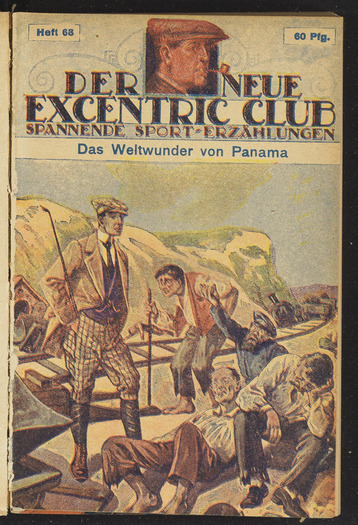 Heft 68
60 Pfg.
DER NEUE
EXCENTRIC CLUB
SPANNENDE SPORT-ERZÄHLUNGEN
Das Weltwunder von Panama